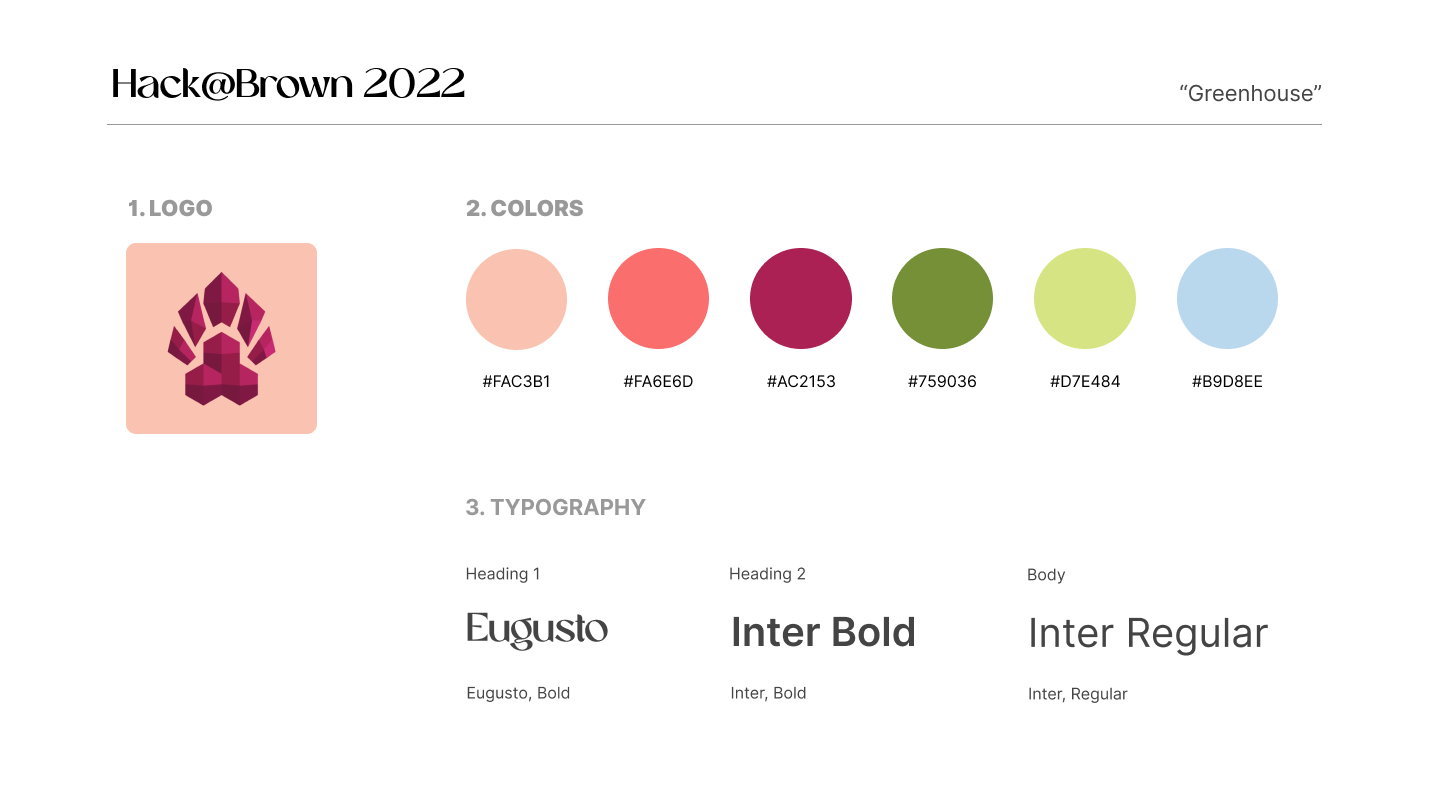 Hack@Brown 2022
“Greenhouse”
1. LOGO
2. COLORS
#FAC3B1
#FA6E6D
#AC2153
#759036
#D7E484
#B9D8EE
3. TYPOGRAPHY
Heading 1
Heading 2
Body
Eugusto
Inter Bold
Inter Regular
Eugusto, Bold
Inter, Bold
Inter, Regular